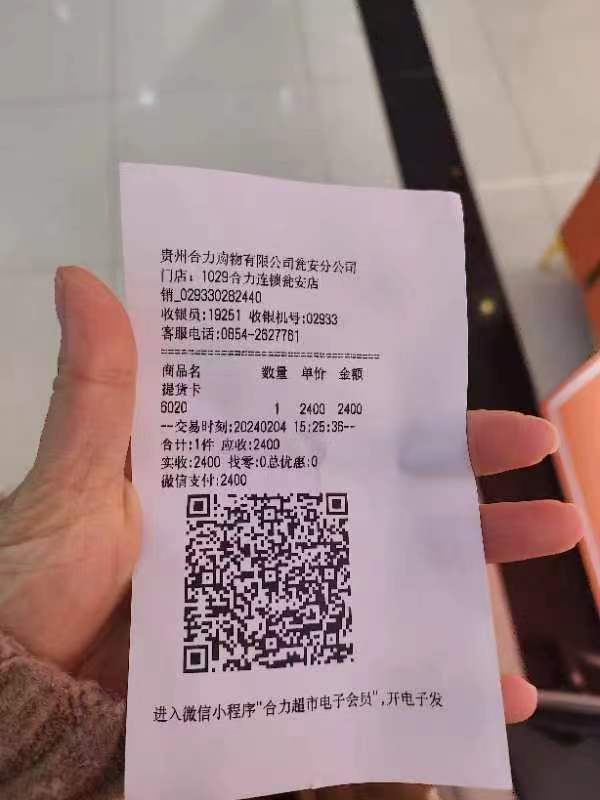 贵州合力购物有限公司瓮安分公司
门店：1029合力连锁瓮安店
销_029330282440
收银员:19251 收银机号:02933
客服电话:0854-2627761
商品名 数量 单价 金额
提货卡
6020 1 2400 2400
--交易时刻:20240204 15:25:36--
合计:1件 应收:2400
实收:2400 找零:0总优惠:0
微信支付:2400
进入微信小程序"合力超市电子会员",开电子发